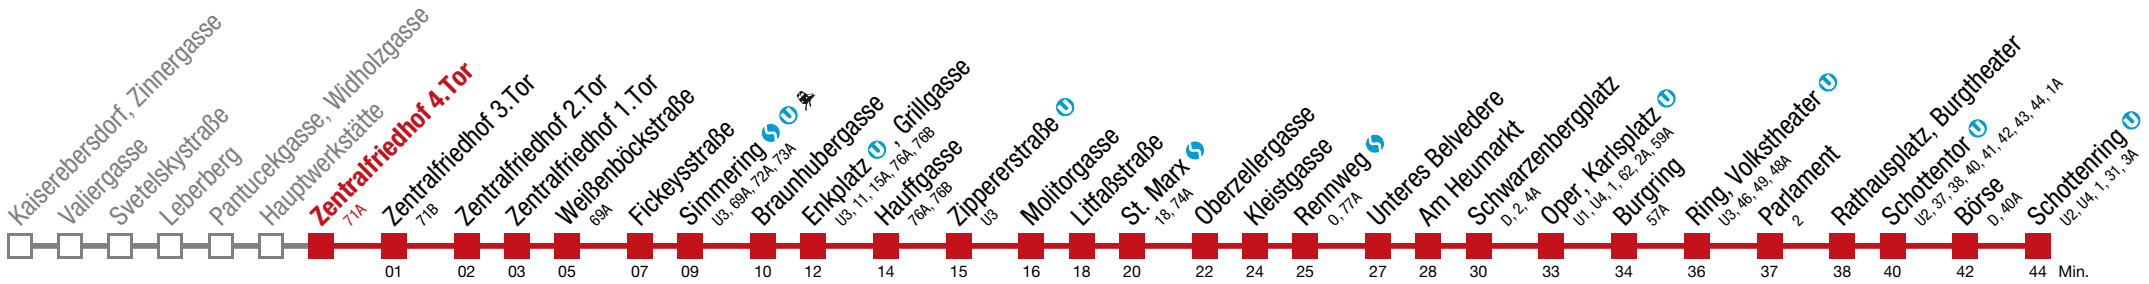 Kaiserebersdorf, Zinnergasse
Valiergasse
Svetelskystraße
Leberberg
Pantucekgasse, Widholzgasse
Hauptwerkstätte
Zentralfriedhof 4.Tor
71A
Zentralfriedhof 3.Tor
71B
Zentralfriedhof 2.Tor
Zentralfriedhof 1.Tor
Weißenböckstraße
69A
Fickeysstraße
Simmering
U3, 69A, 72A, 73A
Braunhubergasse
Enkplatz U, Grillgasse
U3, 11, 15A, 76A, 76B
Hauffgasse
76A, 76B
Zippererstraße U
U3
Molitorgasse
Litfaßstraße
St. Marx
18, 74A
Oberzellergasse
Kleistgasse
Rennweg
O, 77A
Unteres Belvedere
Am Heumarkt
Schwarzenbergplatz
D, 2, 4A
Oper, Karlsplatz U
U1, U4, 1, 62, 2A, 59A
Burgring
57A
Ring, Volkstheater U
U3, 46, 49, 48A
Parlament
2
Rathausplatz, Burgtheater
Schottentor U
U2, 37, 38, 40, 41, 42, 43, 44, 1A
Börse
D, 40A
Schottenring U
U2, U4, 1, 31, 3A
01 02 03 05 07 09 10 12 14 15 16 18 20 22 24 25 27 28 30 33 34 36 37 38 40 42 44 Min.